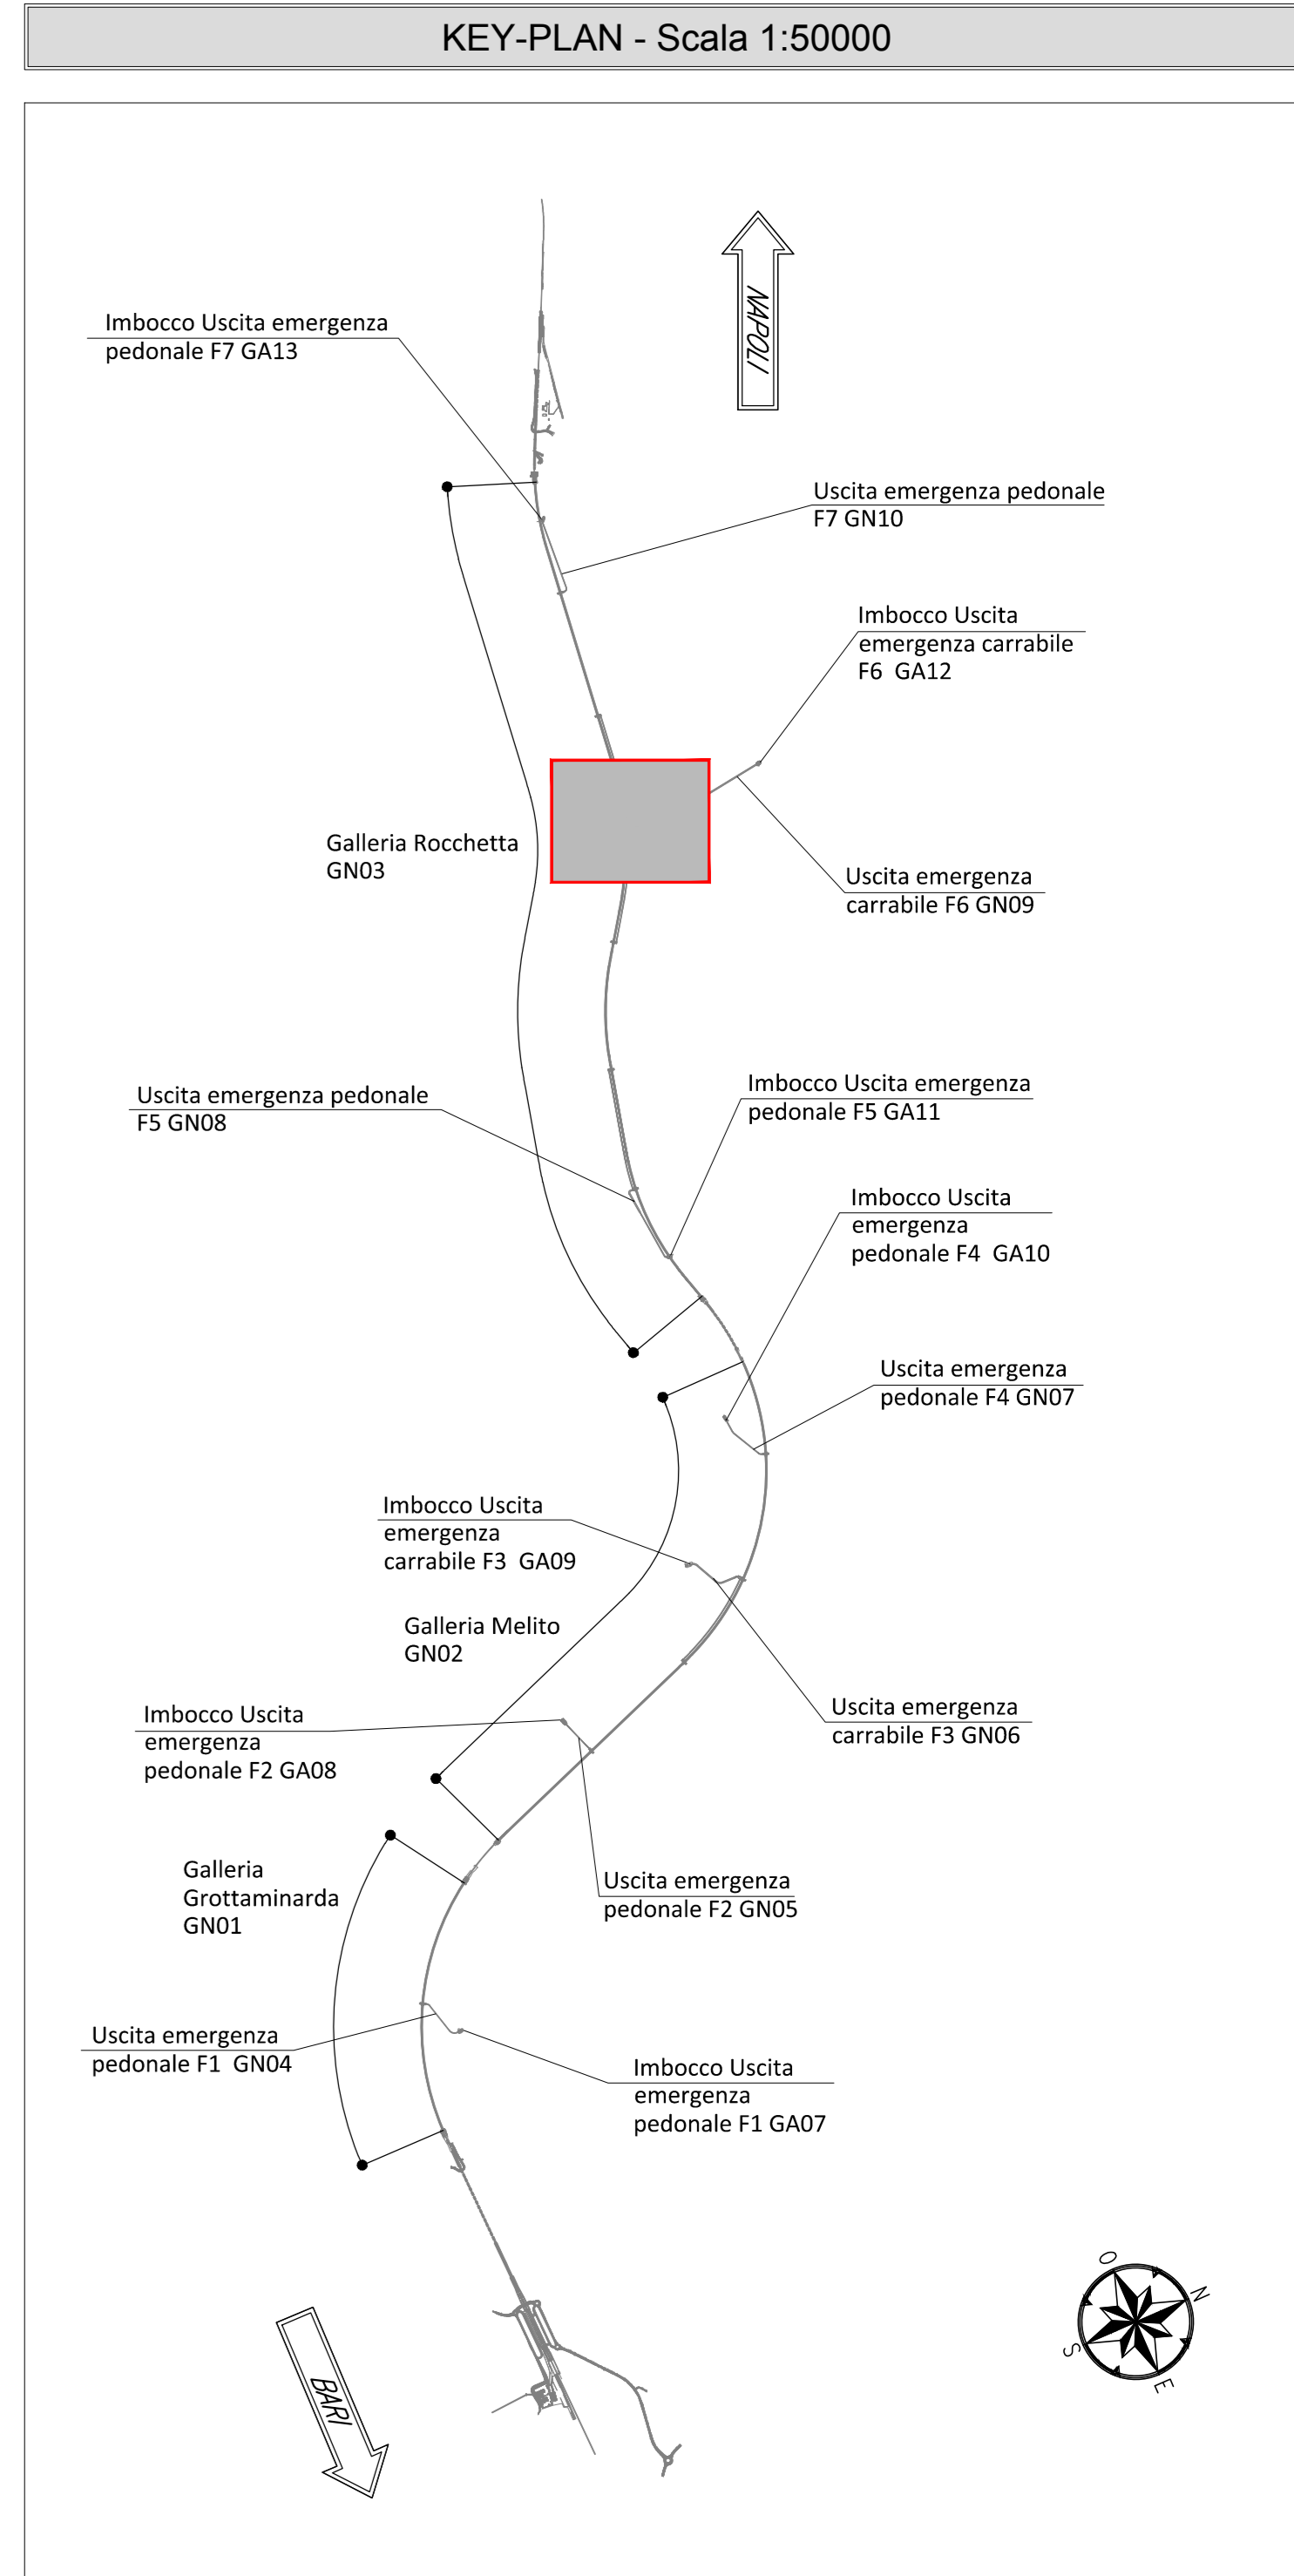 KEY-PLAN - Scala 1:50000
NAPOLI
Imbocco Uscita emergenza
pedonale F7 GA13
Uscita emergenza pedonale
F7 GN10
Imbocco Uscita
emergenza carrabile
F6 GA12
Galleria Rocchetta
GN03
Uscita emergenza
carrabile F6 GN09
Imbocco Uscita emergenza
pedonale F5 GA11
Uscita emergenza pedonale
F5 GN08
Imbocco Uscita
emergenza
pedonale F4 GA10
Uscita emergenza
pedonale F4 GN07
Imbocco Uscita
emergenza
carrabile F3 GA09
Galleria Melito
GN02
Uscita emergenza
carrabile F3 GN06
Imbocco Uscita
emergenza
pedonale F2 GA08
Galleria
Grottaminarda
GN01
Uscita emergenza
pedonale F2 GN05
Uscita emergenza
pedonale F1 GN04
Imbocco Uscita
emergenza
pedonale F1 GA07
O
N
S
E
BARI